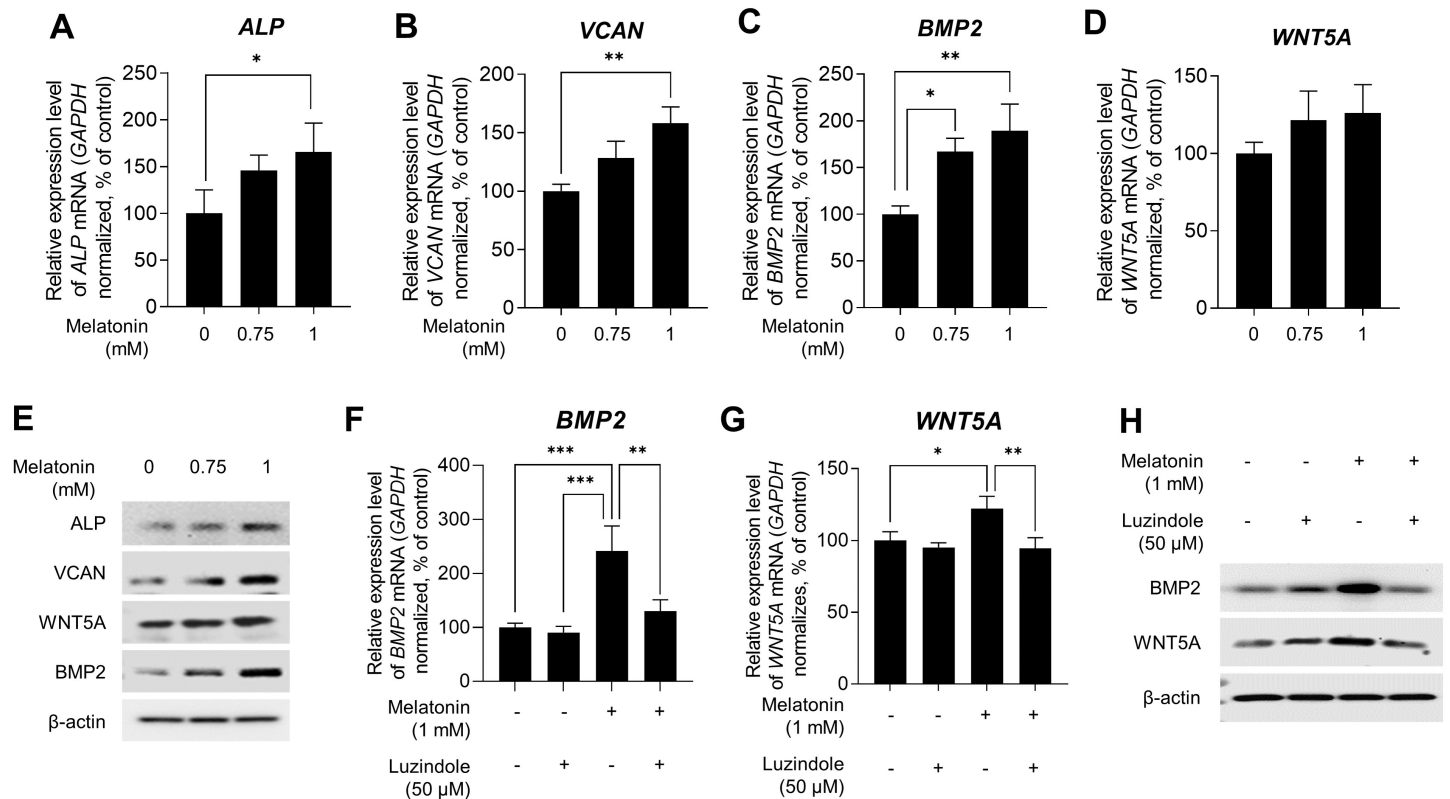 A
ALP
*
Relative expression level
of ALP mRNA (GAPDH
normalized, % of control)
250
200
150
100
50
0
Melatonin
(mM)
0 0.75 1
B
VCAN
**
Relative expression level
of VCAN mRNA (GAPDH
normalized, % of control)
200
150
100
50
0
Melatonin
(mM)
0 0.75 1
C
BMP2
**
*
Relative expression level
of BMP2 mRNA (GAPDH
normalized, % of control)
250
200
150
100
50
0
Melatonin
(mM)
0 0.75 1
D
WNT5A
Relative expression level
of WNT5A mRNA (GAPDH
normalized, % of control)
150
100
50
0
0 0.75 1
E
Melatonin
(mM)
0 0.75 1
ALP
VCAN
WNT5A
BMP2
β-actin
F
BMP2
*** **
***
Relative expression level
of BMP2 mRNA (GAPDH
normalized, % of control)
400
300
200
100
0
Melatonin
(1 mM)
- - + +
Luzindole
(50 µM)
- + - +
G
WNT5A
* **
Relative expression level
of WNT5A mRNA (GAPDH
normalizes, % of control)
150
100
50
0
Melatonin
(1 mM)
- - + +
Luzindole
(50 µM)
- + - +
H
Melatonin
(1 mM)
- - + +
Luzindole
(50 µM)
- + - +
BMP2
WNT5A
β-actin